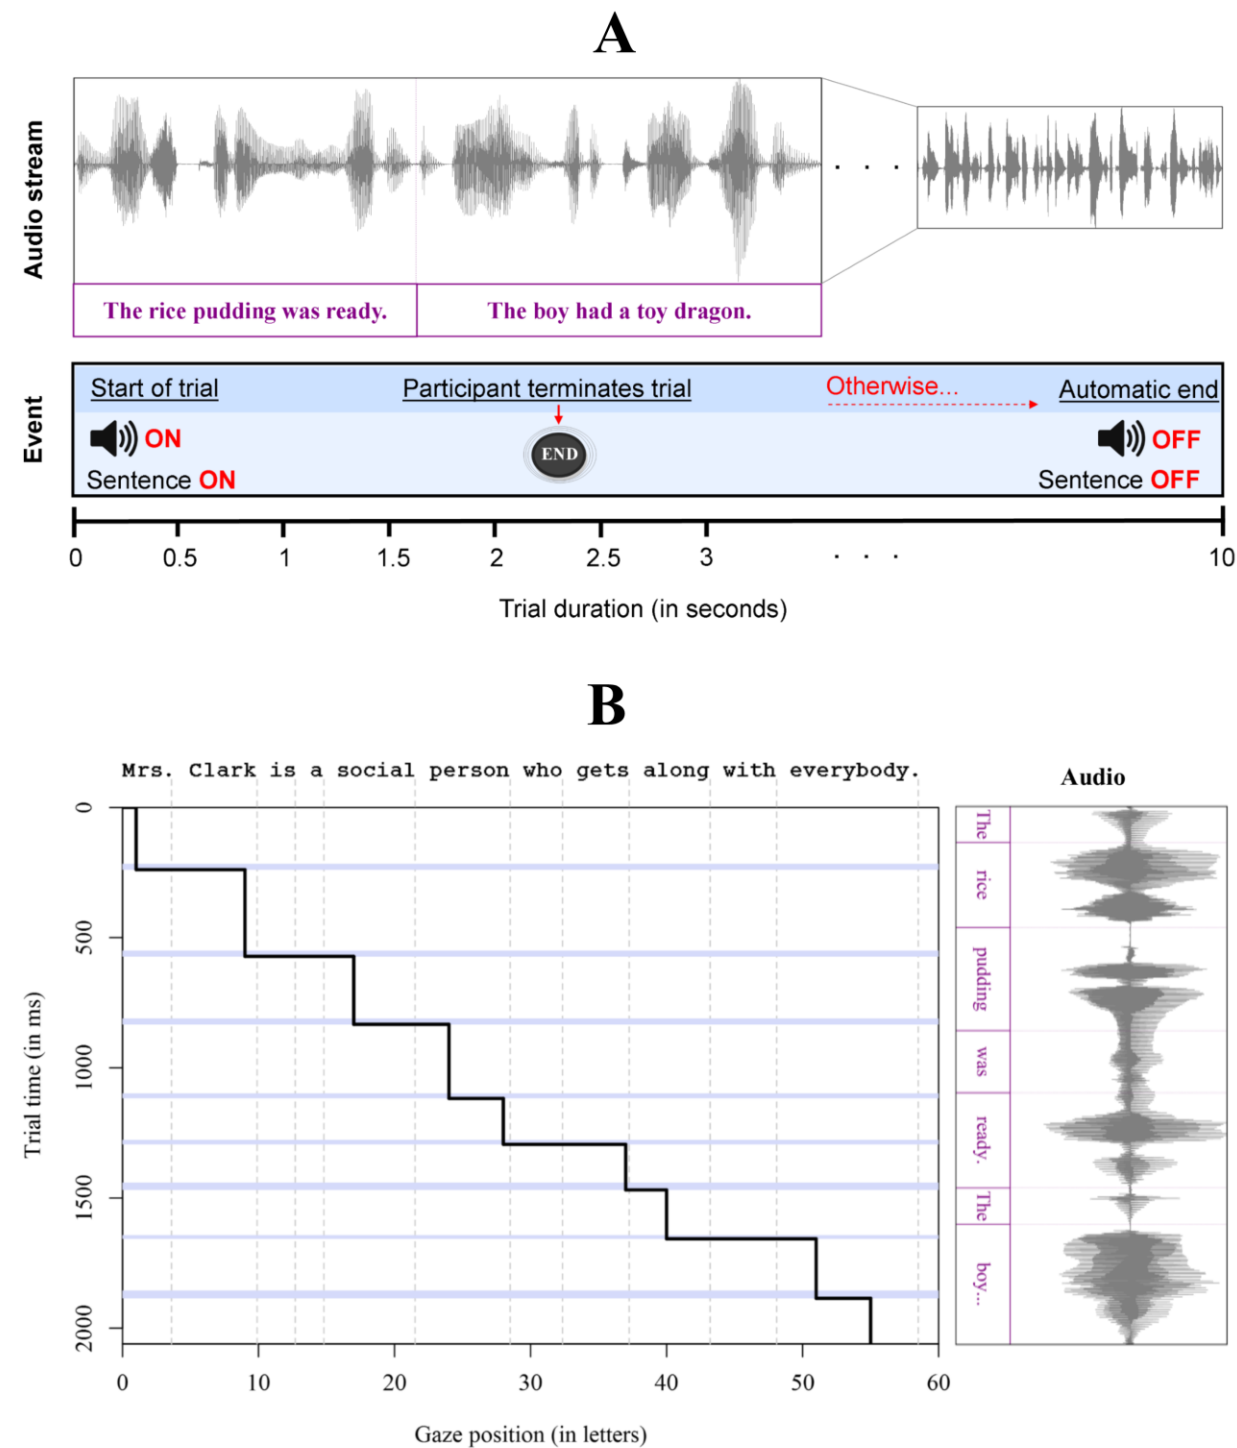 A
Audio stream
The rice pudding was ready.
The boy had a toy dragon.
. . .
Event
Start of trial
Participant terminates trial
Otherwise...
Automatic end
ON
END
OFF
Sentence ON
Sentence OFF
0 0.5 1 1.5 2 2.5 3 . . . 10
Trial duration (in seconds)
B
Mrs. Clark is a social person who gets along with everybody.
Audio
Trial time (in ms)
0
500
1000
1500
2000
The
rice
pudding
was
ready.
The
boy...
0 10 20 30 40 50 60
Gaze position (in letters)